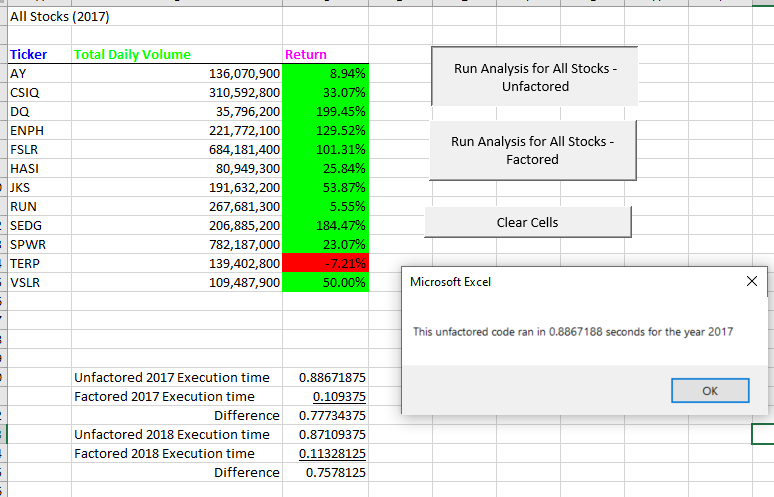 All Stocks (2017)
Ticker Total Daily Volume Return
AY 136,070,900 8.94%
CSIQ 310,592,800 33.07%
DQ 35,796,200 199.45%
ENPH 221,772,100 129.52%
FSLR 684,181,400 101.31%
HASI 80,949,300 25.84%
JKS 191,632,200 53.87%
RUN 267,681,300 5.55%
SEDG 206,885,200 184.47%
SPWR 782,187,000 23.07%
TERP 139,402,800 -7.21%
VSLR 109,487,900 50.00%
Run Analysis for All Stocks -
Unfactored
Run Analysis for All Stocks -
Factored
Clear Cells
Microsoft Excel
This unfactored code ran in 0.8867188 seconds for the year 2017
OK
Unfactored 2017 Execution time 0.88671875
Factored 2017 Execution time 0.109375
Difference 0.77734375
Unfactored 2018 Execution time 0.87109375
Factored 2018 Execution time 0.11328125
Difference 0.7578125